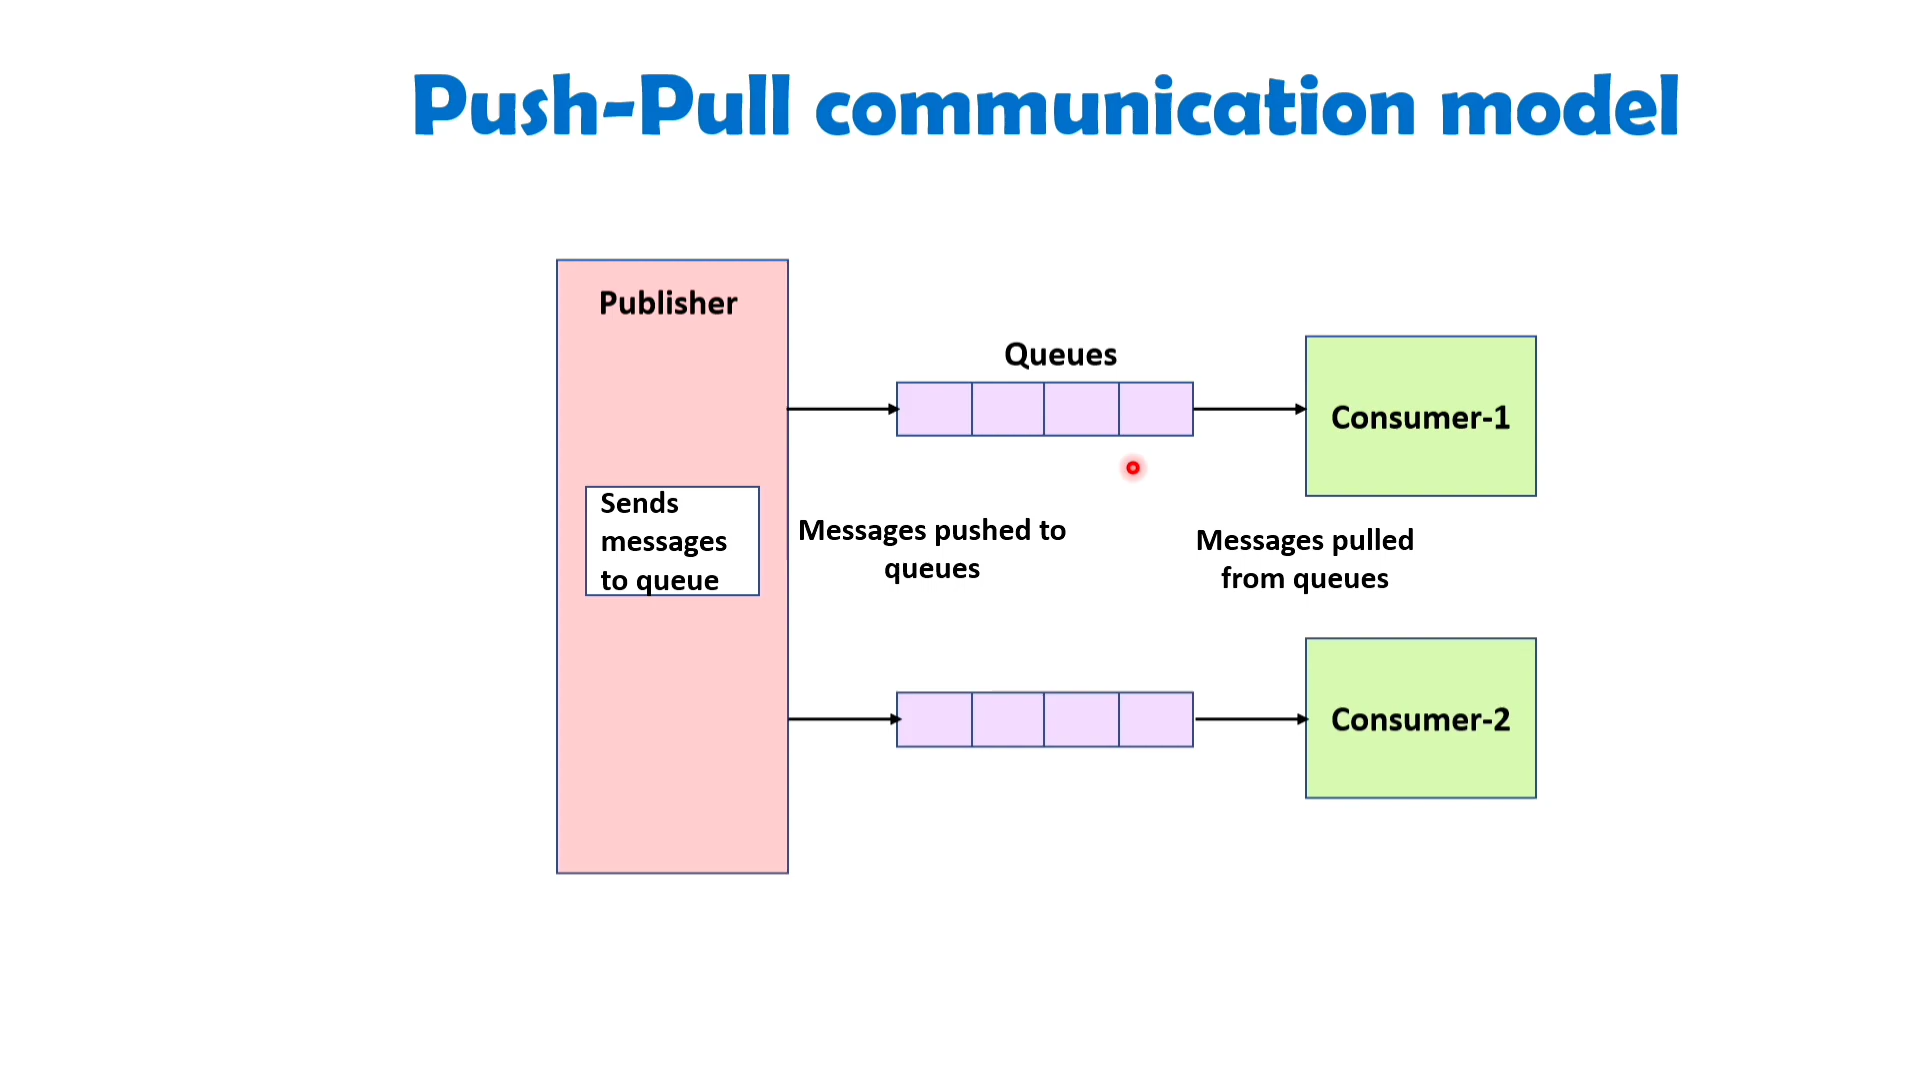 Push-Pull communication model
Publisher
Queues
Consumer-1
Sends
messages
to queue
Messages pushed to
queues
Messages pulled
from queues
Consumer-2